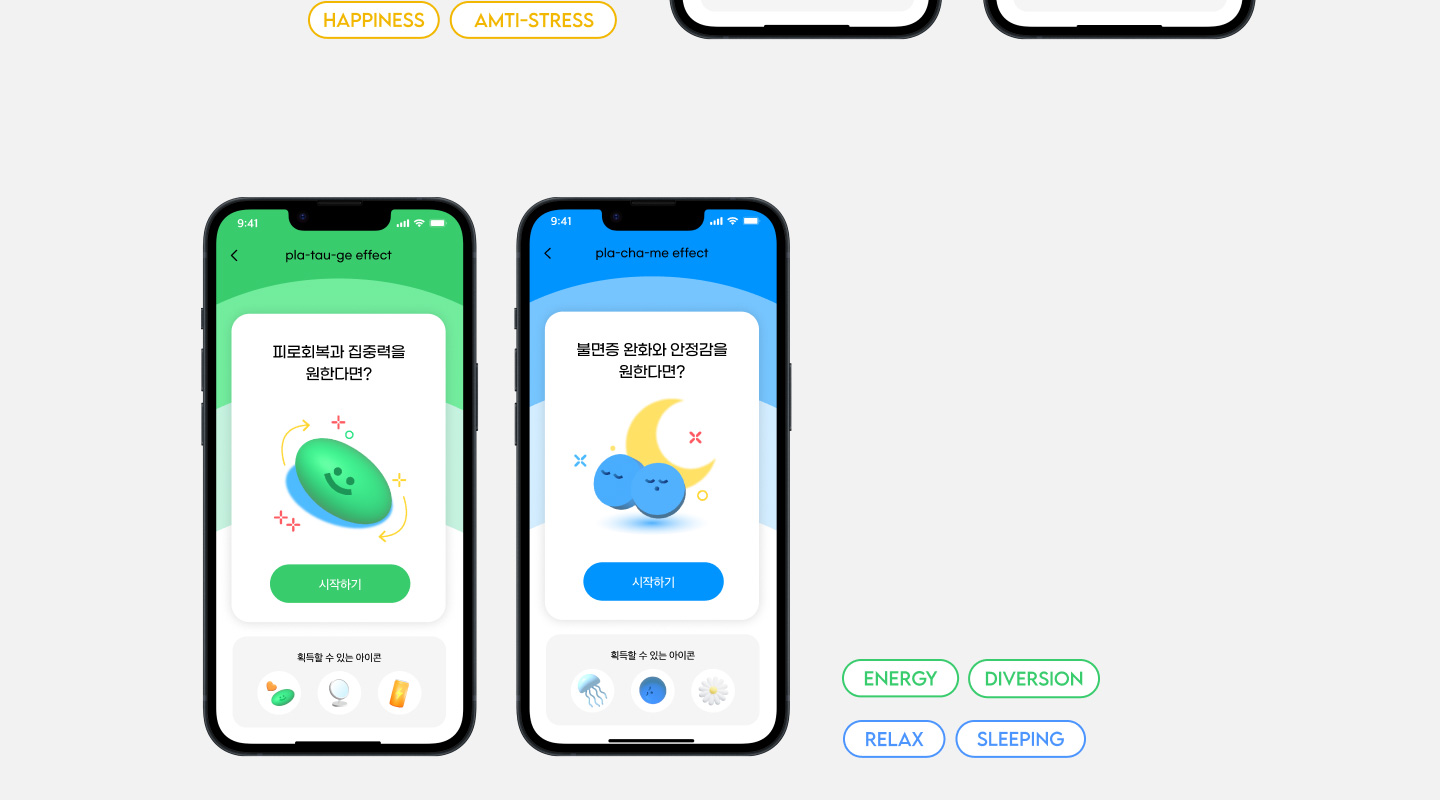 HAPPINESS
AMTI-STRESS
9:41
pla-tau-ge effect
피로회복과 집중력을
원한다면?
시작하기
획득할 수 있는 아이콘
9:41
pla-cha-me effect
불면증 완화와 안정감을
원한다면?
시작하기
획득할 수 있는 아이콘
ENERGY
DIVERSION
RELAX
SLEEPING